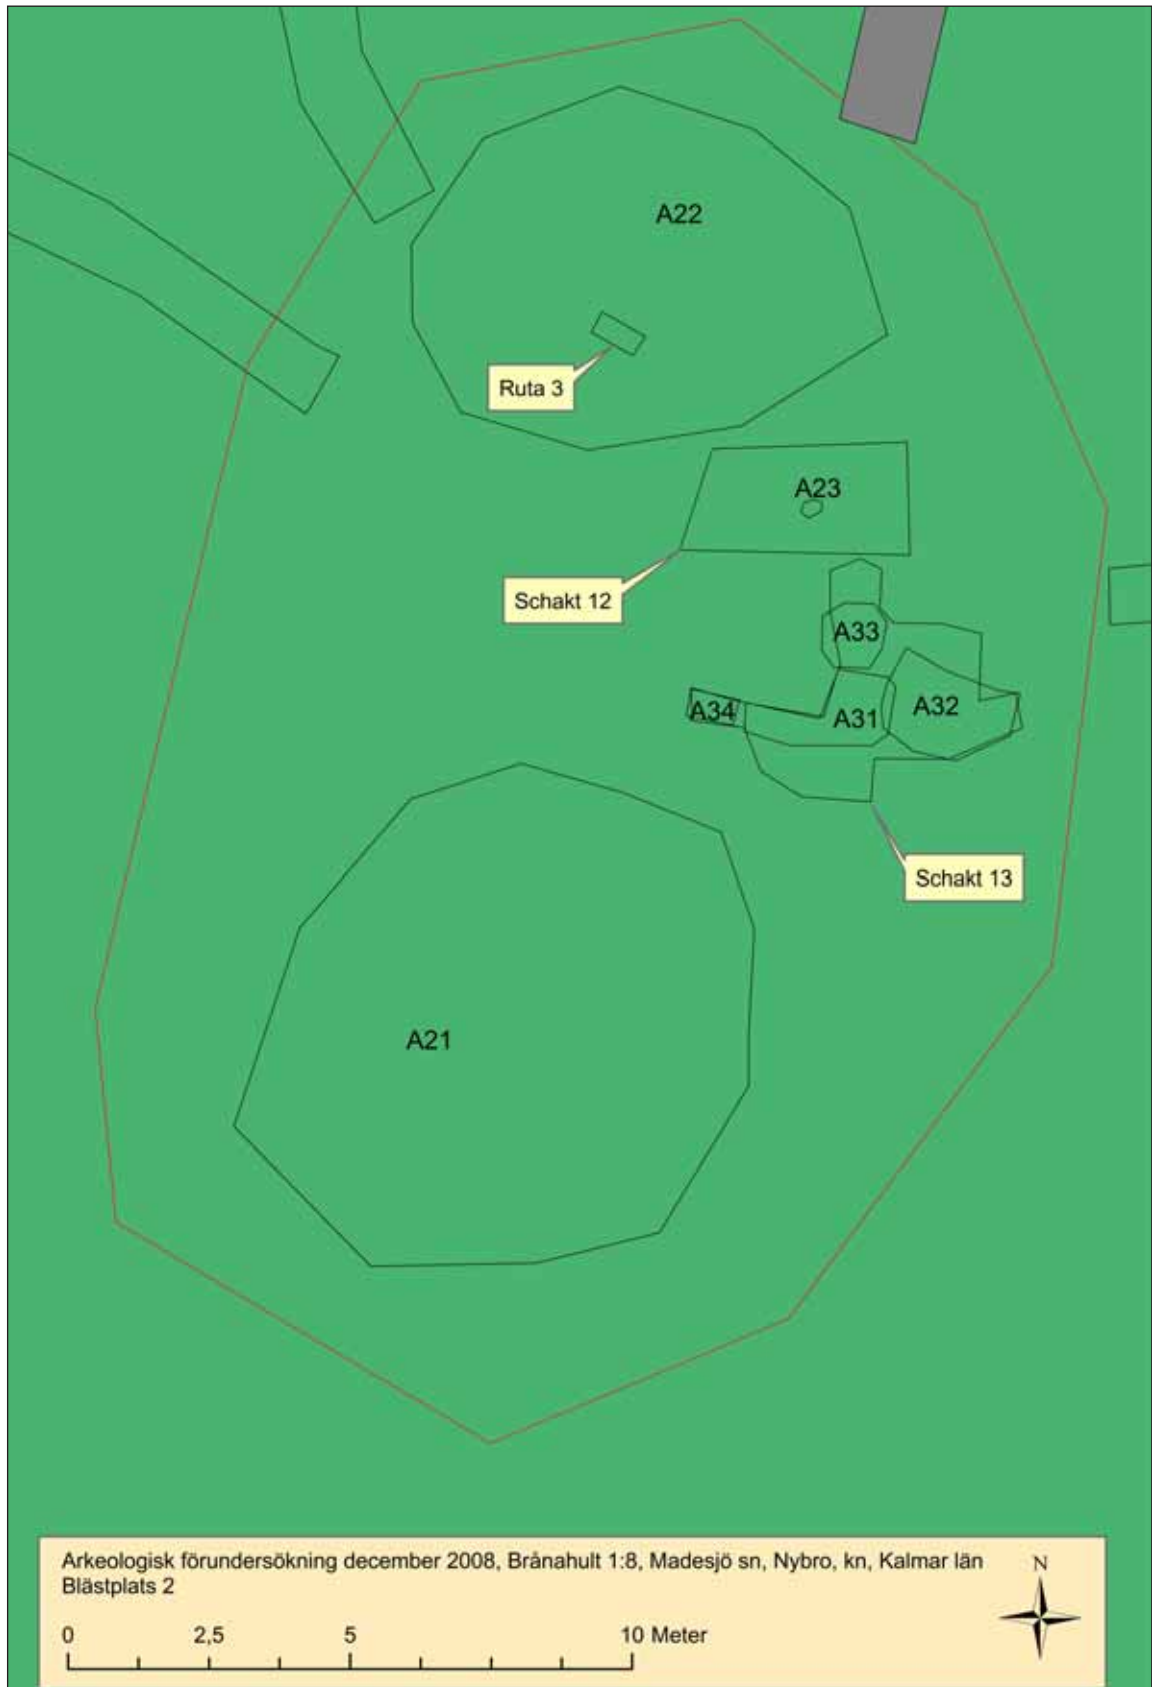 A22
Ruta 3
A23
Schakt 12
A33
A34
A31
A32
Schakt 13
A21
Arkeologisk förundersökning december 2008, Brånahult 1:8, Madesjö sn, Nybro, kn, Kalmar län
Blästplats 2
N
0 2,5 5 10 Meter